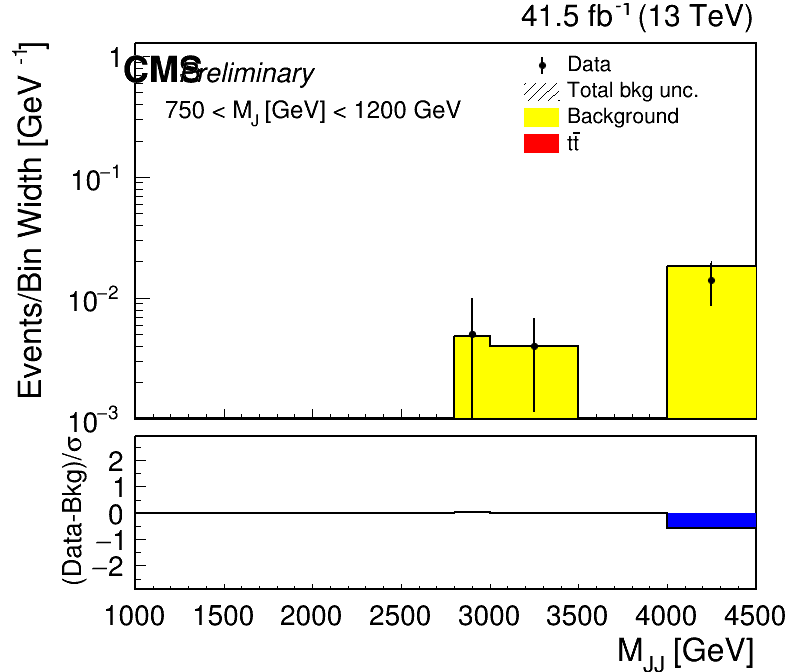 41.5 fb⁻¹ (13 TeV)
CMS Preliminary
750 < M_J [GeV] < 1200 GeV
Data
Total bkg unc.
Background
tt̄
Events/Bin Width [GeV⁻¹]
1
10⁻¹
10⁻²
10⁻³
(Data-Bkg)/σ
2
1
0
−1
−2
1000 1500 2000 2500 3000 3500 4000 4500
M_JJ [GeV]